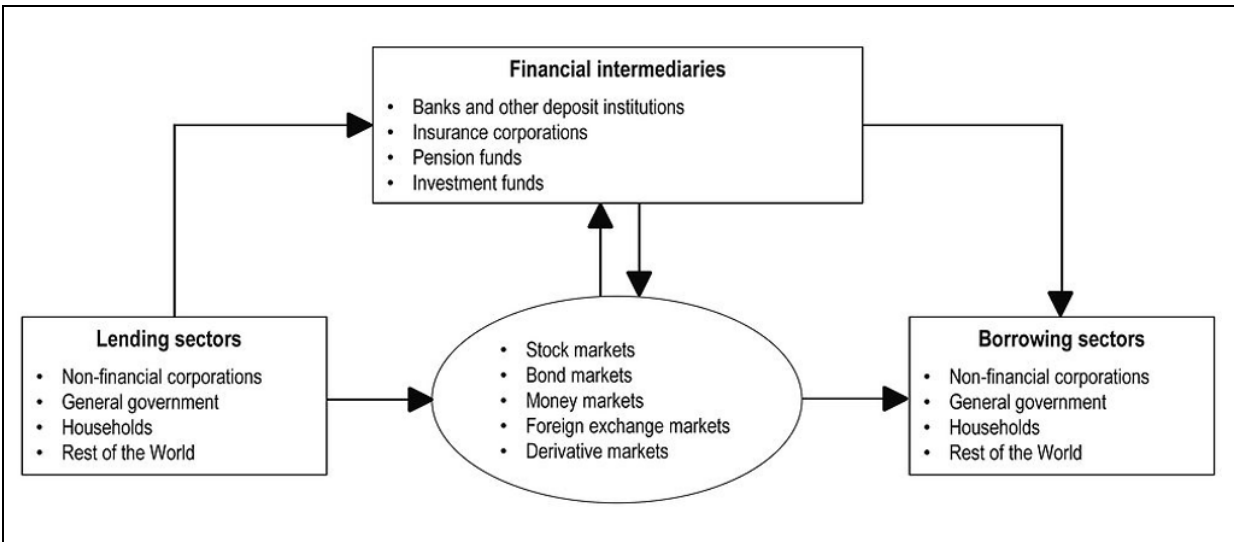 Financial intermediaries
• Banks and other deposit institutions
• Insurance corporations
• Pension funds
• Investment funds
Lending sectors
• Non-financial corporations
• General government
• Households
• Rest of the World
• Stock markets
• Bond markets
• Money markets
• Foreign exchange markets
• Derivative markets
Borrowing sectors
• Non-financial corporations
• General government
• Households
• Rest of the World